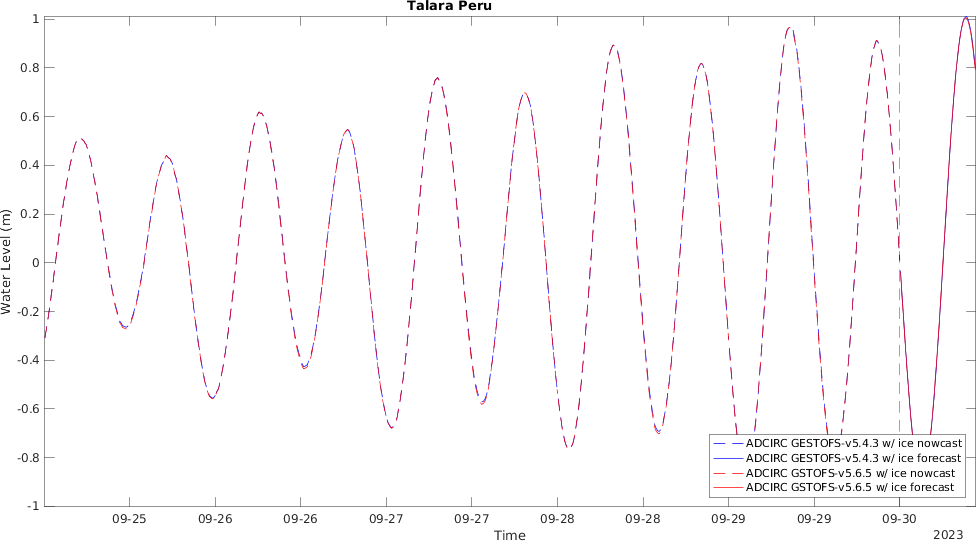 Talara Peru
1
0.8
0.6
0.4
0.2
0
-0.2
-0.4
-0.6
-0.8
-1
Water Level (m)
ADCIRC GESTOFS-v5.4.3 w/ ice nowcast
ADCIRC GESTOFS-v5.4.3 w/ ice forecast
ADCIRC GSTOFS-v5.6.5 w/ ice nowcast
ADCIRC GSTOFS-v5.6.5 w/ ice forecast
09-25 09-26 09-26 09-27 09-27 09-28 09-28 09-29 09-29 09-30
Time
2023